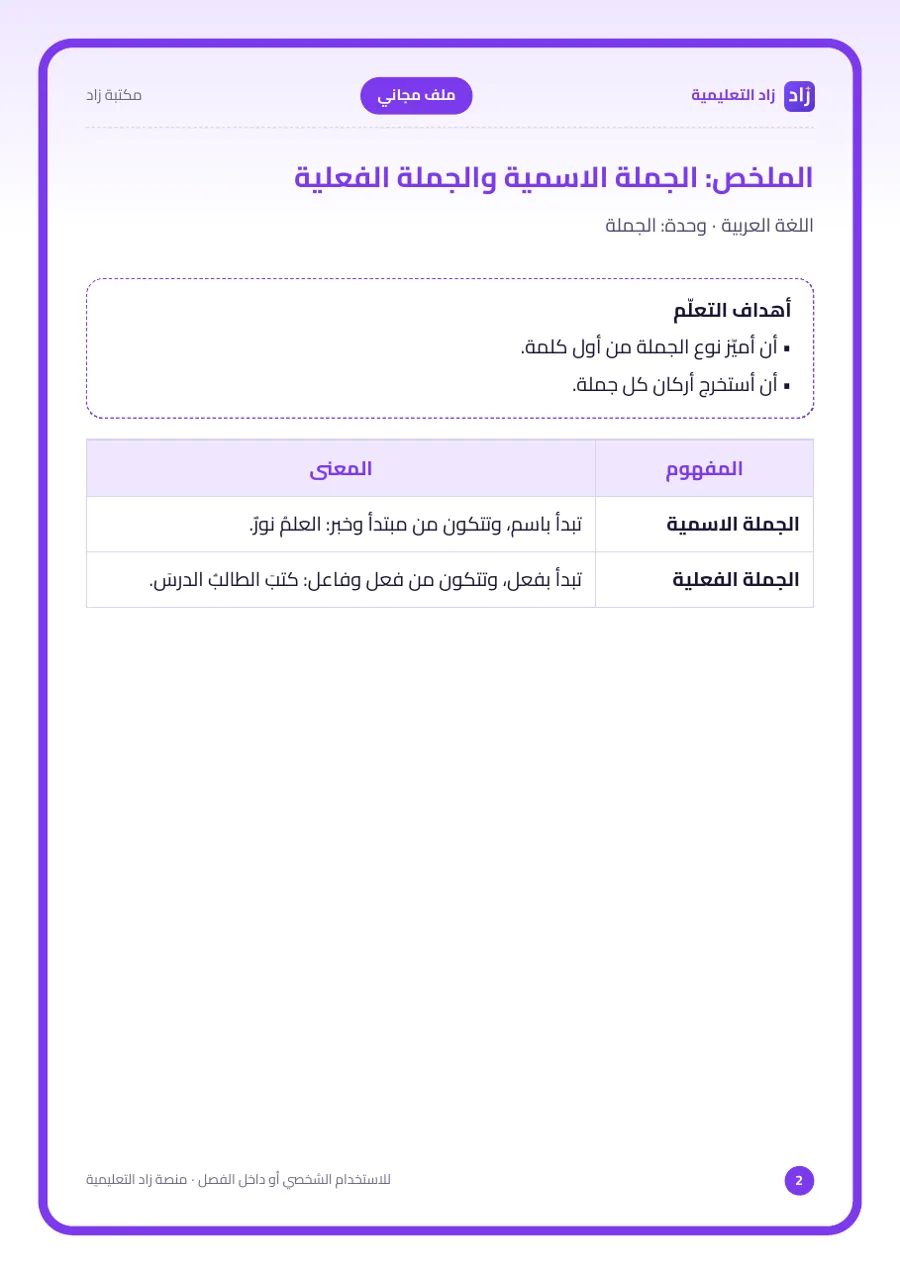 زاد
زاد التعليمية
ملف مجاني
مكتبة زاد
الملخص: الجملة الاسمية والجملة الفعلية
اللغة العربية · وحدة: الجملة
أهداف التعلّم
▪ أن أميّز نوع الجملة من أول كلمة.
▪ أن أستخرج أركان كل جملة.
المفهوم
المعنى
الجملة الاسمية
تبدأ باسم، وتتكون من مبتدأ وخبر: العلمُ نورٌ.
الجملة الفعلية
تبدأ بفعل، وتتكون من فعل وفاعل: كتبَ الطالبُ الدرسَ.
2
للاستخدام الشخصي أو داخل الفصل · منصة زاد التعليمية